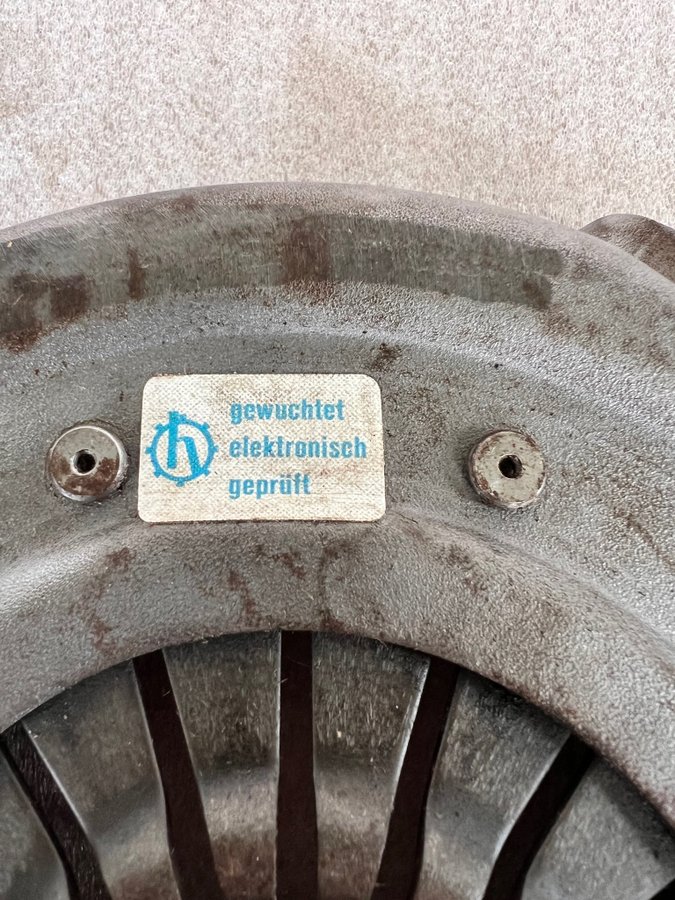 h
gewuchtet
elektronisch
geprüft